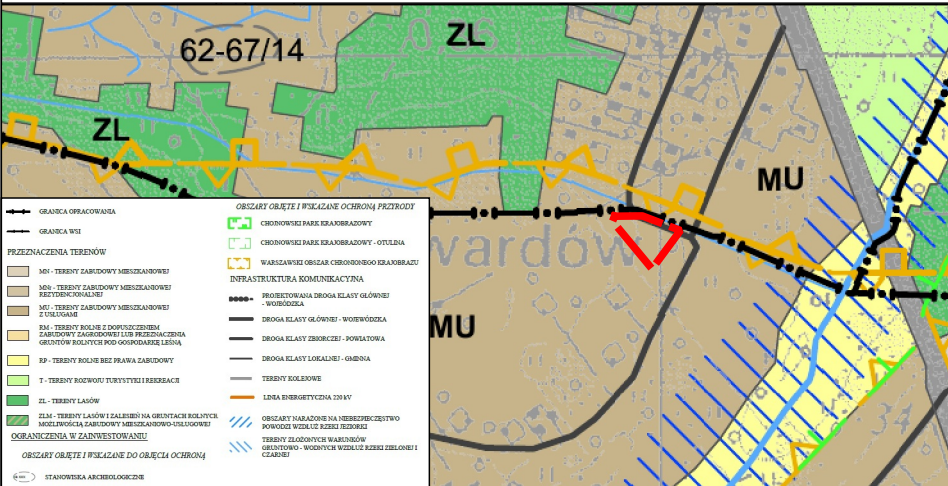 62-67/14
ZL
ZL
MU
wardów
MU
GRANICA OPRACOWANIA
GRANICA WSI
PRZEZNACZENIA TERENÓW
MN - TERENY ZABUDOWY MIESZKANIOWEJ
MNr - TERENY ZABUDOWY MIESZKANIOWEJ
REZYDENCJONALNEJ
MU - TERENY ZABUDOWY MIESZKANIOWEJ
Z USŁUGAMI
RM - TERENY ROLNE Z DOPUSZCZENIEM
ZABUDOWY ZAGRODOWEJ LUB PRZEZNACZENIA
GRUNTÓW ROLNYCH POD GOSPODARKĘ LEŚNĄ
RP - TERENY ROLNE BEZ PRAWA ZABUDOWY
T - TERENY ROZWOJU TURYSTYKI I REKREACJI
ZL - TERENY LASÓW
ZLM - TERENY LASÓW I ZALESIEŃ NA GRUNTACH ROLNYCH
MOŻLIWOŚCIĄ ZABUDOWY MIESZKANIOWO-USŁUGOWEJ
OGRANICZENIA W ZAINWESTOWANIU
OBSZARY OBJĘTE I WSKAZANE DO OBJĘCIA OCHRONĄ
STANOWISKA ARCHEOLOGICZNE
OBSZARY OBJĘTE I WSKAZANE OCHRONĄ PRZYRODY
CHOJNOWSKI PARK KRAJOBRAZOWY
CHOJNOWSKI PARK KRAJOBRAZOWY - OTULINA
WARSZAWSKI OBSZAR CHRONIONEGO KRAJOBRAZU
INFRASTRUKTURA KOMUNIKACYJNA
PROJEKTOWANA DROGA KLASY GŁÓWNEJ
- WOJEWÓDZKA
DROGA KLASY GŁÓWNEJ - WOJEWÓDZKA
DROGA KLASY ZBIORCZEJ - POWIATOWA
DROGA KLASY LOKALNEJ - GMINNA
TERENY KOLEJOWE
LINIA ENERGETYCZNA 220 kV
OBSZARY NARAŻONE NA NIEBEZPIECZEŃSTWO
POWODZI WZDŁUŻ RZEKI JEZIORKI
TERENY ZŁOŻONYCH WARUNKÓW
GRUNTOWO - WODNYCH WZDŁUŻ RZEKI ZIELONEJ I
CZARNEJ